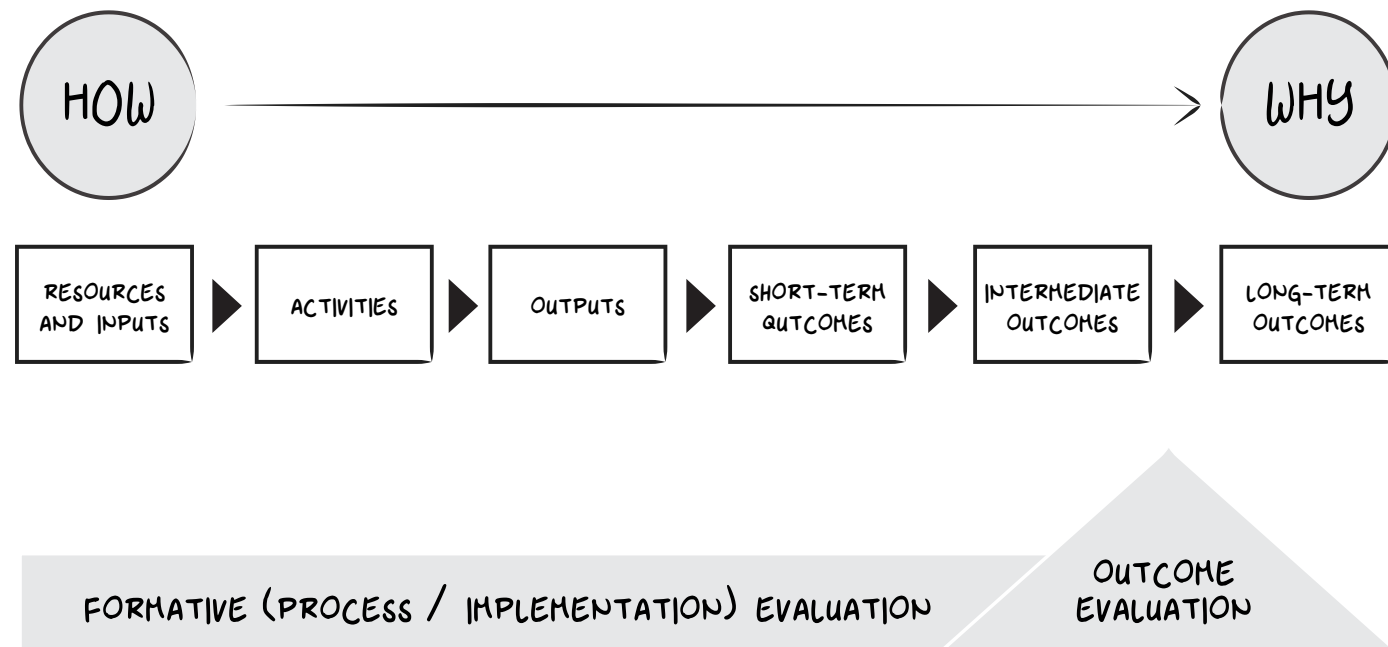 HOW
WHY
RESOURCES
AND INPUTS
ACTIVITIES
OUTPUTS
SHORT-TERM
QUTCOMES
INTERMEDIATE
OUTCOMES
LONG-TERM
OUTCOMES
OUTCOME
EVALUATION
FORMATIVE (PROCESS / IMPLEMENTATION) EVALUATION